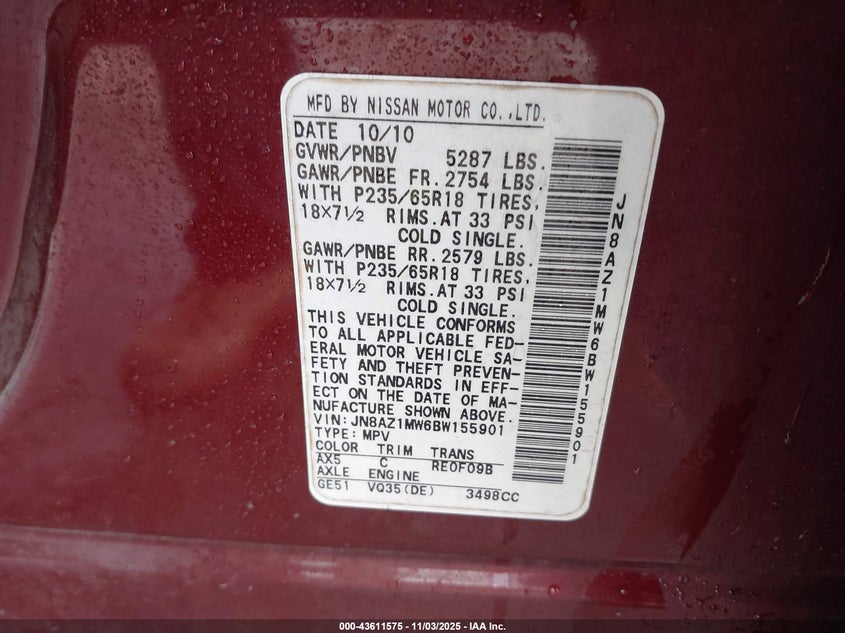 MFD BY NISSAN MOTOR CO.,LTD.
DATE 10/10
GVWR/PNBV 5287 LBS.
GAWR/PNBE FR. 2754 LBS.
WITH P235/65R18 TIRES,
18×7½ RIMS. AT 33 PSI
COLD SINGLE.
GAWR/PNBE RR. 2579 LBS.
WITH P235/65R18 TIRES,
18×7½ RIMS. AT 33 PSI
COLD SINGLE.
THIS VEHICLE CONFORMS
TO ALL APPLICABLE FED-
ERAL MOTOR VEHICLE SA-
FETY AND THEFT PREVEN-
TION STANDARDS IN EFF-
ECT ON THE DATE OF MA-
NUFACTURE SHOWN ABOVE.
VIN: JN8AZ1MW6BW155901
TYPE: MPV
COLOR TRIM TRANS
AX5 C RE0F09B
AXLE ENGINE
GE51 VQ35(DE) 3498CC
JN8AZ1MW6BW155901
000-43611575 - 11/03/2025 - IAA Inc.